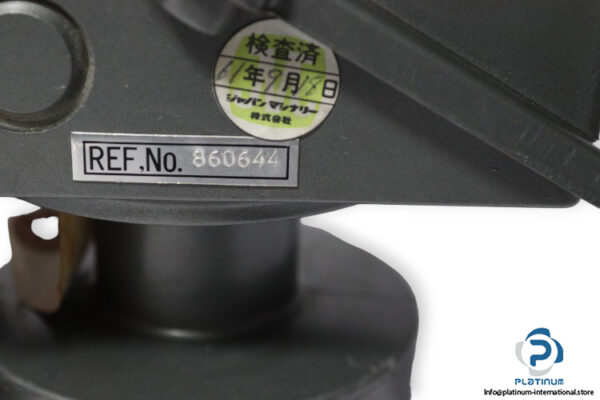 検査済
61年9月18日
ジャパンマシナリー
株式会社
REF,No. 860644
PLATINUM
Info@platinum-international.store